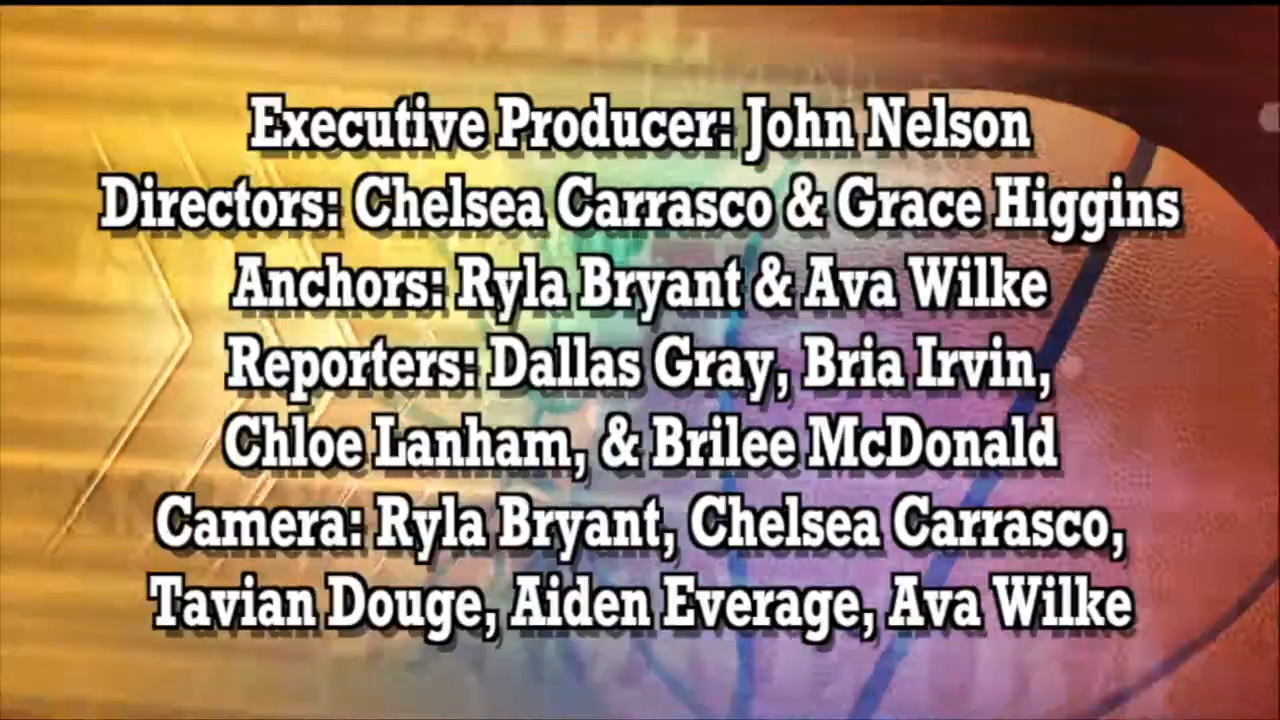 Executive Producer: John Nelson
Directors: Chelsea Carrasco & Grace Higgins
Anchors: Ryla Bryant & Ava Wilke
Reporters: Dallas Gray, Bria Irvin,
Chloe Lanham, & Brilee McDonald
Camera: Ryla Bryant, Chelsea Carrasco,
Tavian Douge, Aiden Everage, Ava Wilke